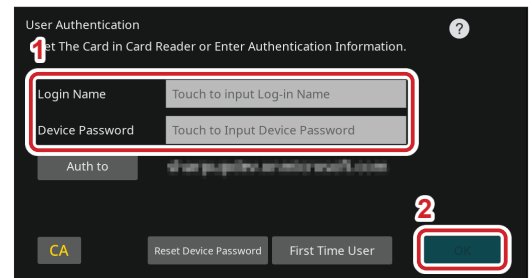 User Authentication
?
Set The Card in Card Reader or Enter Authentication Information.
1
Login Name
Touch to input Log-in Name
Device Password
Touch to Input Device Password
Auth to
2
CA
Reset Device Password
First Time User
OK